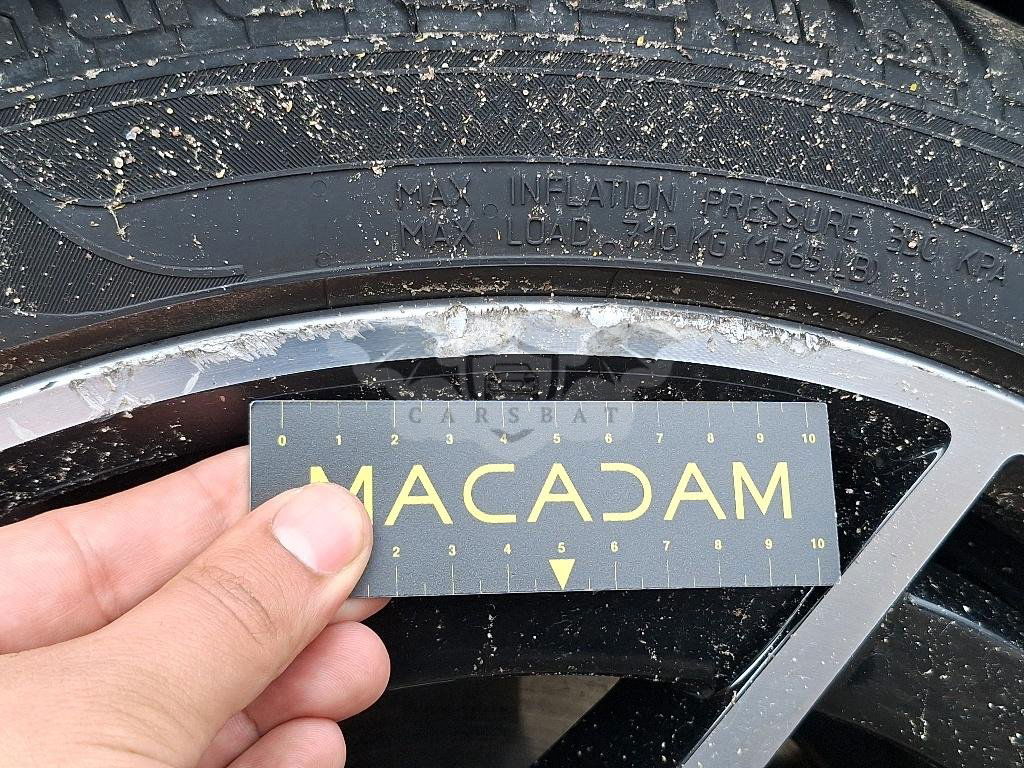 MAX INFLATION PRESSURE 350 KPA
MAX LOAD 710 KG (1565 LB)
CARSBAT
0 1 2 3 4 5 6 7 8 9 10
MACADAM
2 3 4 5 6 7 8 9 10